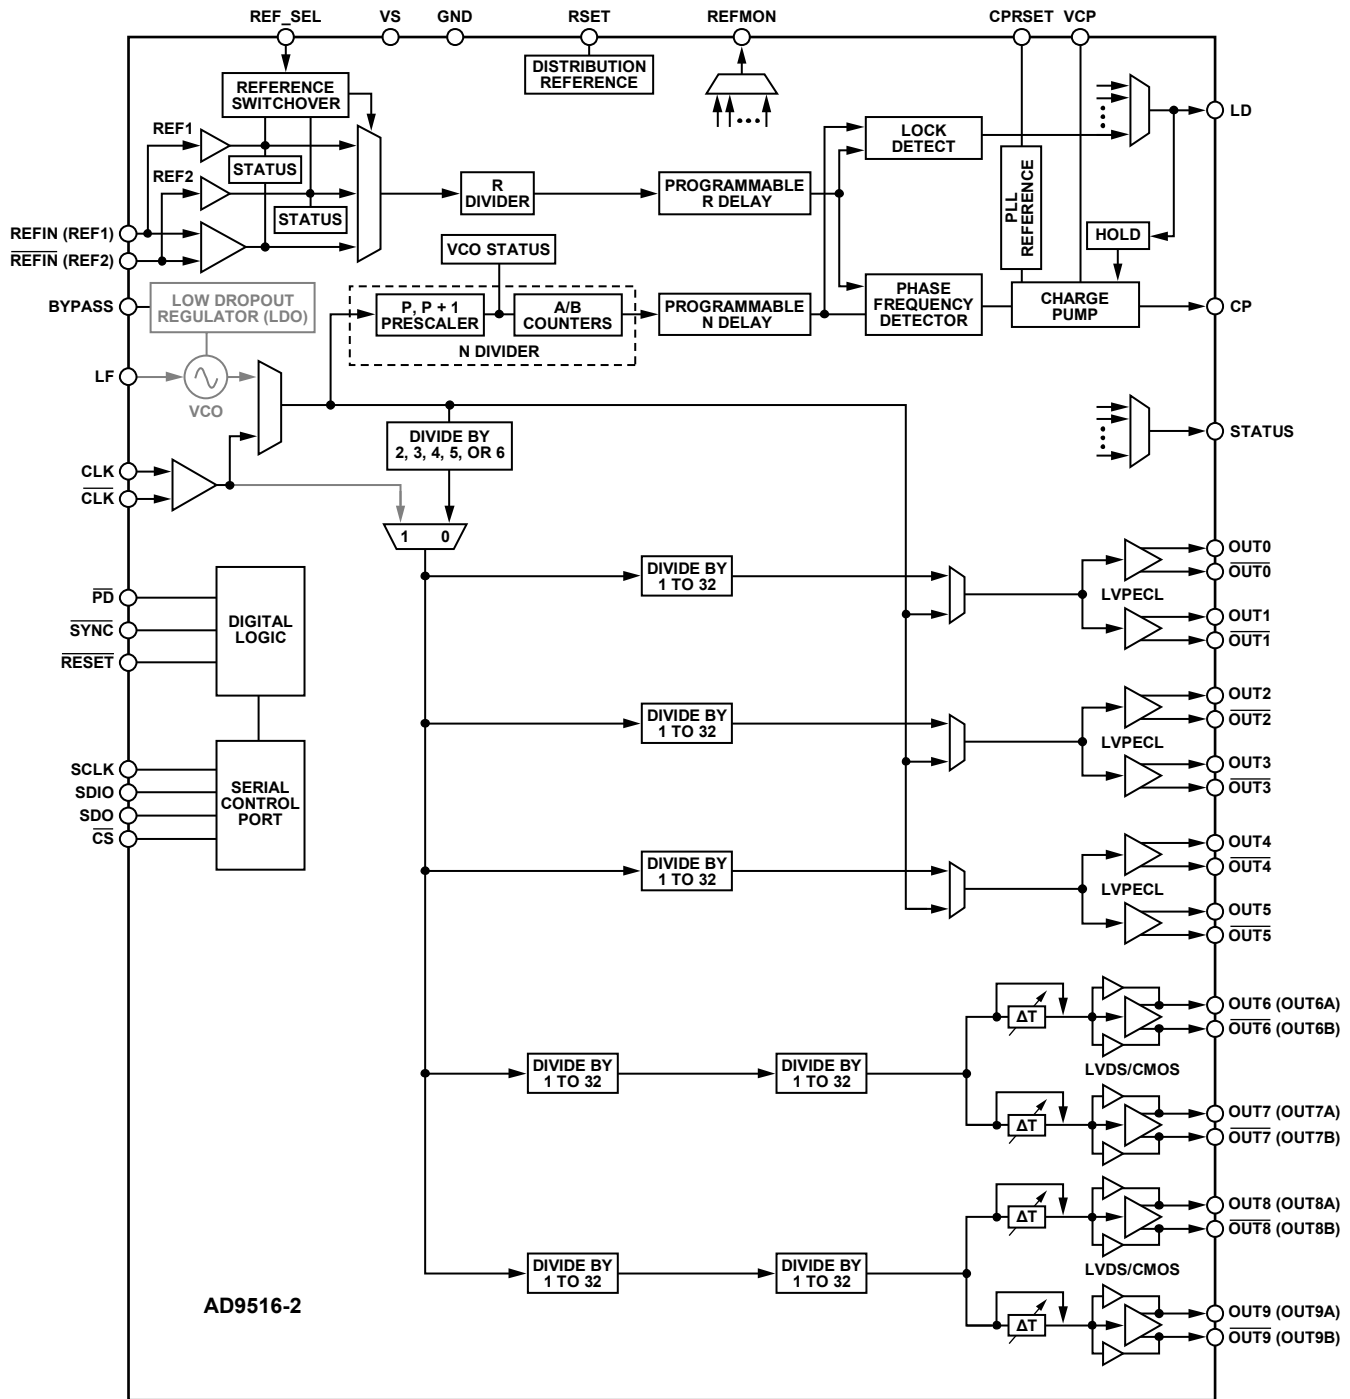 REF_SEL VS GND RSET REFMON CPRSET VCP
DISTRIBUTION
REFERENCE
REFERENCE
SWITCHOVER
LD
REF1
LOCK
DETECT
STATUS
REF2
R
DIVIDER
PROGRAMMABLE
R DELAY
PLL
REFERENCE
STATUS
REFIN (REF1)
HOLD
REFIN (REF2)
VCO STATUS
BYPASS
LOW DROPOUT
REGULATOR (LDO)
P, P + 1
PRESCALER
A/B
COUNTERS
PROGRAMMABLE
N DELAY
PHASE
FREQUENCY
DETECTOR
CHARGE
PUMP
CP
N DIVIDER
LF
VCO
DIVIDE BY
2, 3, 4, 5, OR 6
STATUS
CLK
CLK
1 0
DIVIDE BY
1 TO 32
LVPECL
OUT0
OUT0
OUT1
OUT1
PD
SYNC
RESET
DIGITAL
LOGIC
DIVIDE BY
1 TO 32
LVPECL
OUT2
OUT2
OUT3
OUT3
SCLK
SDIO
SDO
CS
SERIAL
CONTROL
PORT
DIVIDE BY
1 TO 32
LVPECL
OUT4
OUT4
OUT5
OUT5
DIVIDE BY
1 TO 32
DIVIDE BY
1 TO 32
ΔT
ΔT
LVDS/CMOS
OUT6 (OUT6A)
OUT6 (OUT6B)
OUT7 (OUT7A)
OUT7 (OUT7B)
DIVIDE BY
1 TO 32
DIVIDE BY
1 TO 32
ΔT
ΔT
LVDS/CMOS
OUT8 (OUT8A)
OUT8 (OUT8B)
OUT9 (OUT9A)
OUT9 (OUT9B)
AD9516-2